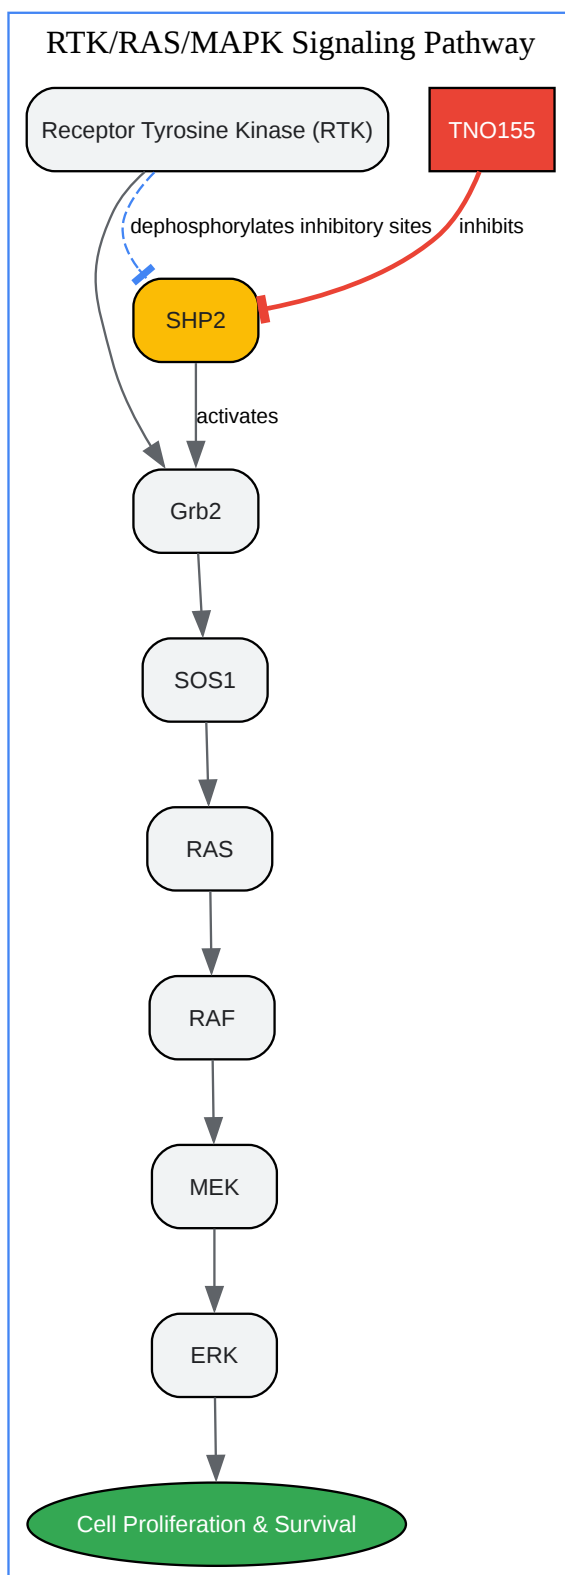 RTK/RAS/MAPK Signaling Pathway
Receptor Tyrosine Kinase (RTK)
TNO155
dephosphorylates inhibitory sites
inhibits
SHP2
activates
Grb2
SOS1
RAS
RAF
MEK
ERK
Cell Proliferation & Survival